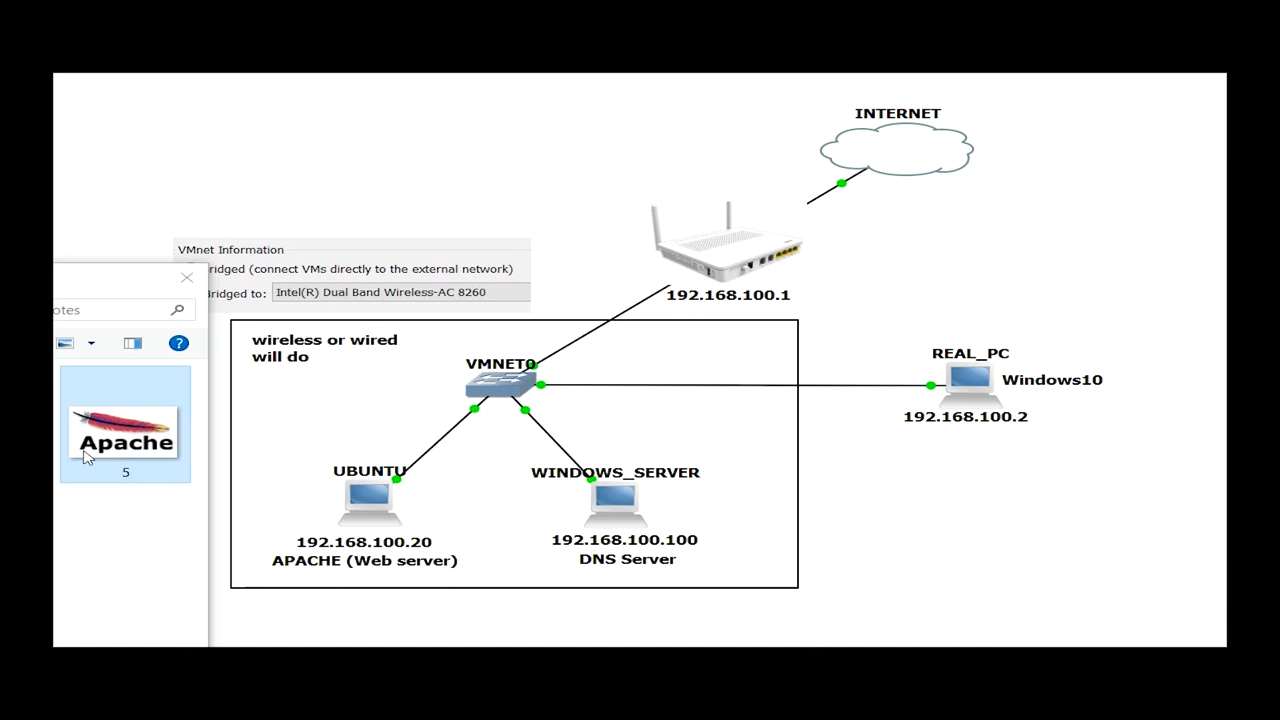 INTERNET
192.168.100.1
VMnet Information
ridged (connect VMs directly to the external network)
ridged to: Intel(R) Dual Band Wireless-AC 8260
otes
?
Apache
5
wireless or wired
will do
VMNET0
REAL_PC
Windows10
192.168.100.2
UBUNTU
192.168.100.20
APACHE (Web server)
WINDOWS_SERVER
192.168.100.100
DNS Server